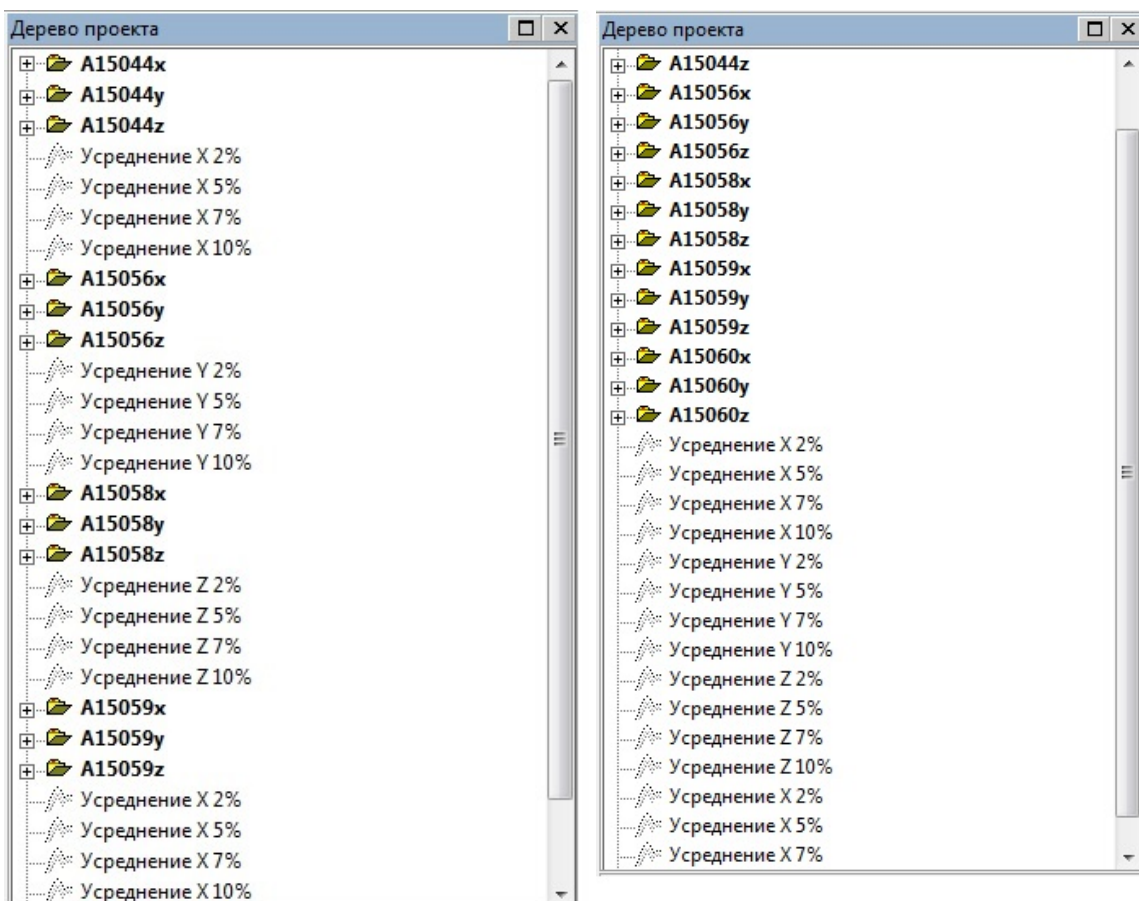 Дерево проекта
A15044x
A15044y
A15044z
Усреднение X 2%
Усреднение X 5%
Усреднение X 7%
Усреднение X 10%
A15056x
A15056y
A15056z
Усреднение Y 2%
Усреднение Y 5%
Усреднение Y 7%
Усреднение Y 10%
A15058x
A15058y
A15058z
Усреднение Z 2%
Усреднение Z 5%
Усреднение Z 7%
Усреднение Z 10%
A15059x
A15059y
A15059z
Усреднение X 2%
Усреднение X 5%
Усреднение X 7%
Усреднение X 10%
Дерево проекта
A15044z
A15056x
A15056y
A15056z
A15058x
A15058y
A15058z
A15059x
A15059y
A15059z
A15060x
A15060y
A15060z
Усреднение X 2%
Усреднение X 5%
Усреднение X 7%
Усреднение X 10%
Усреднение Y 2%
Усреднение Y 5%
Усреднение Y 7%
Усреднение Y 10%
Усреднение Z 2%
Усреднение Z 5%
Усреднение Z 7%
Усреднение Z 10%
Усреднение X 2%
Усреднение X 5%
Усреднение X 7%